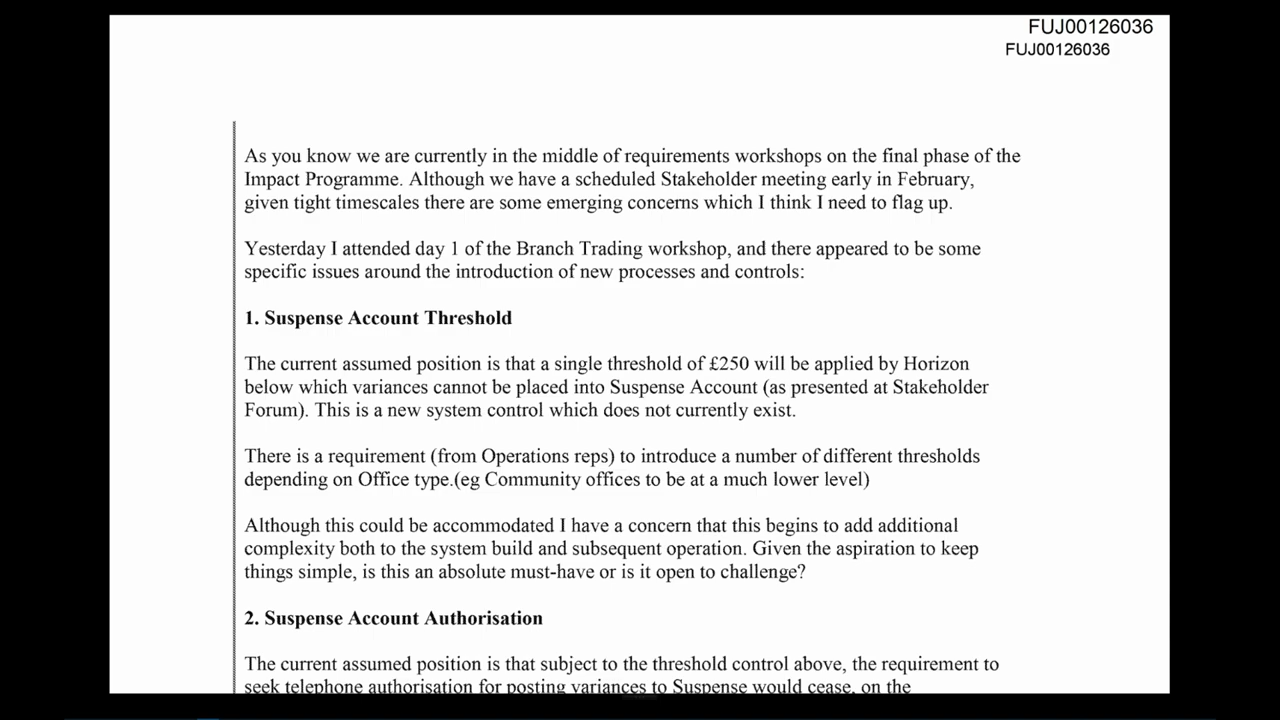 FUJ00126036
FUJ00126036
As you know we are currently in the middle of requirements workshops on the final phase of the
Impact Programme. Although we have a scheduled Stakeholder meeting early in February,
given tight timescales there are some emerging concerns which I think I need to flag up.
Yesterday I attended day 1 of the Branch Trading workshop, and there appeared to be some
specific issues around the introduction of new processes and controls:
1. Suspense Account Threshold
The current assumed position is that a single threshold of £250 will be applied by Horizon
below which variances cannot be placed into Suspense Account (as presented at Stakeholder
Forum). This is a new system control which does not currently exist.
There is a requirement (from Operations reps) to introduce a number of different thresholds
depending on Office type.(eg Community offices to be at a much lower level)
Although this could be accommodated I have a concern that this begins to add additional
complexity both to the system build and subsequent operation. Given the aspiration to keep
things simple, is this an absolute must-have or is it open to challenge?
2. Suspense Account Authorisation
The current assumed position is that subject to the threshold control above, the requirement to
seek telephone authorisation for posting variances to Suspense would cease, on the